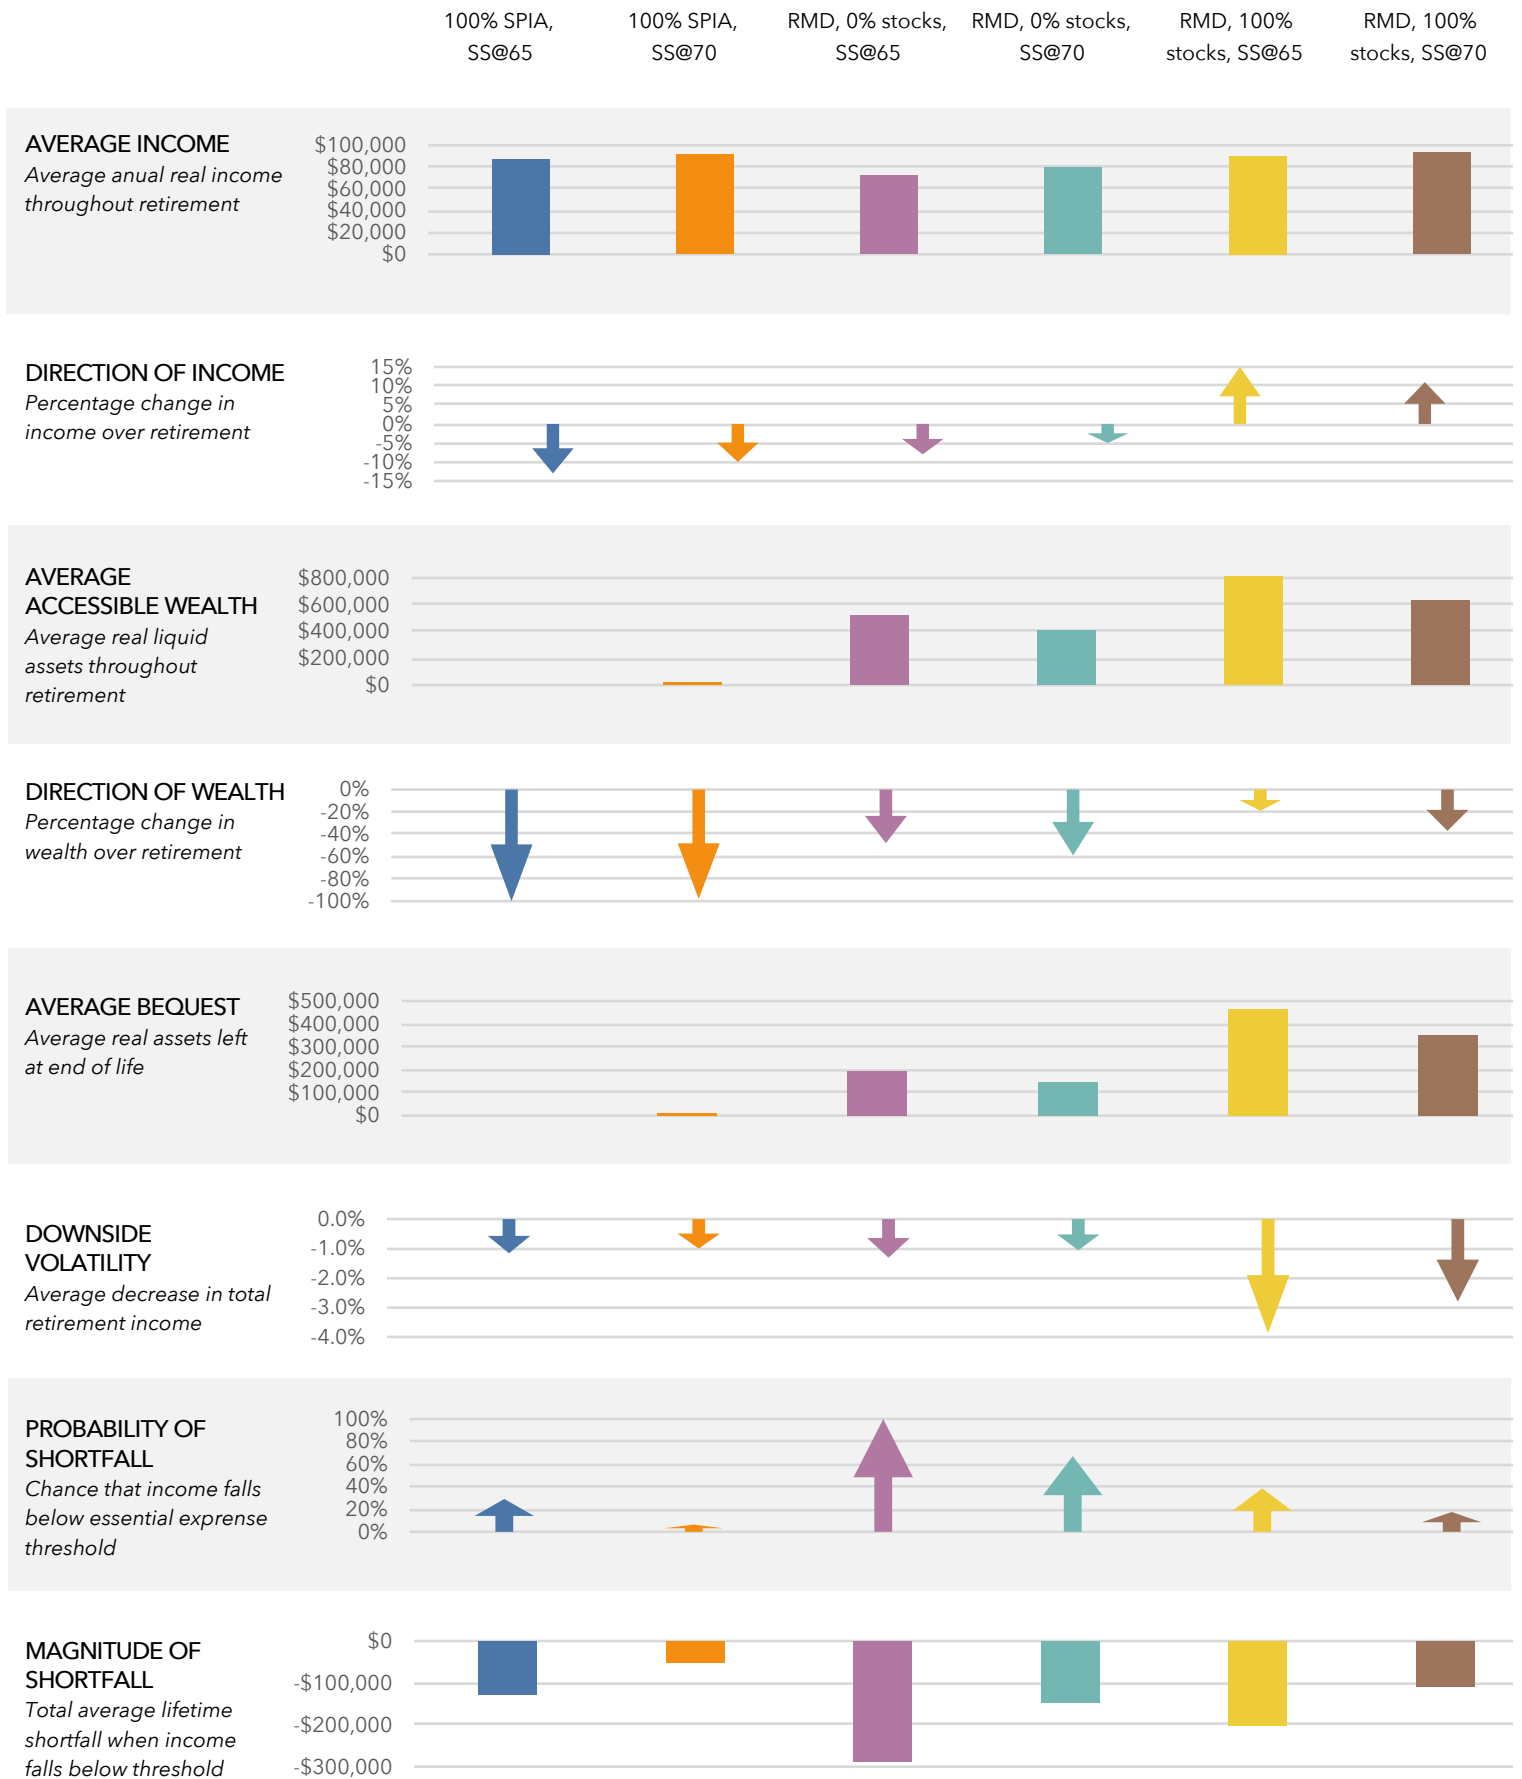 100% SPIA,
SS@65
100% SPIA,
SS@70
RMD, 0% stocks,
SS@65
RMD, 0% stocks,
SS@70
RMD, 100%
stocks, SS@65
RMD, 100%
stocks, SS@70
AVERAGE INCOME
Average anual real income
throughout retirement
$100,000
$80,000
$60,000
$40,000
$20,000
$0
DIRECTION OF INCOME
Percentage change in
income over retirement
15%
10%
5%
0%
-5%
-10%
-15%
AVERAGE
ACCESSIBLE WEALTH
Average real liquid
assets throughout
retirement
$800,000
$600,000
$400,000
$200,000
$0
DIRECTION OF WEALTH
Percentage change in
wealth over retirement
0%
-20%
-40%
-60%
-80%
-100%
AVERAGE BEQUEST
Average real assets left
at end of life
$500,000
$400,000
$300,000
$200,000
$100,000
$0
DOWNSIDE
VOLATILITY
Average decrease in total
retirement income
0.0%
-1.0%
-2.0%
-3.0%
-4.0%
PROBABILITY OF
SHORTFALL
Chance that income falls
below essential exprense
threshold
100%
80%
60%
40%
20%
0%
MAGNITUDE OF
SHORTFALL
Total average lifetime
shortfall when income
falls below threshold
$0
-$100,000
-$200,000
-$300,000